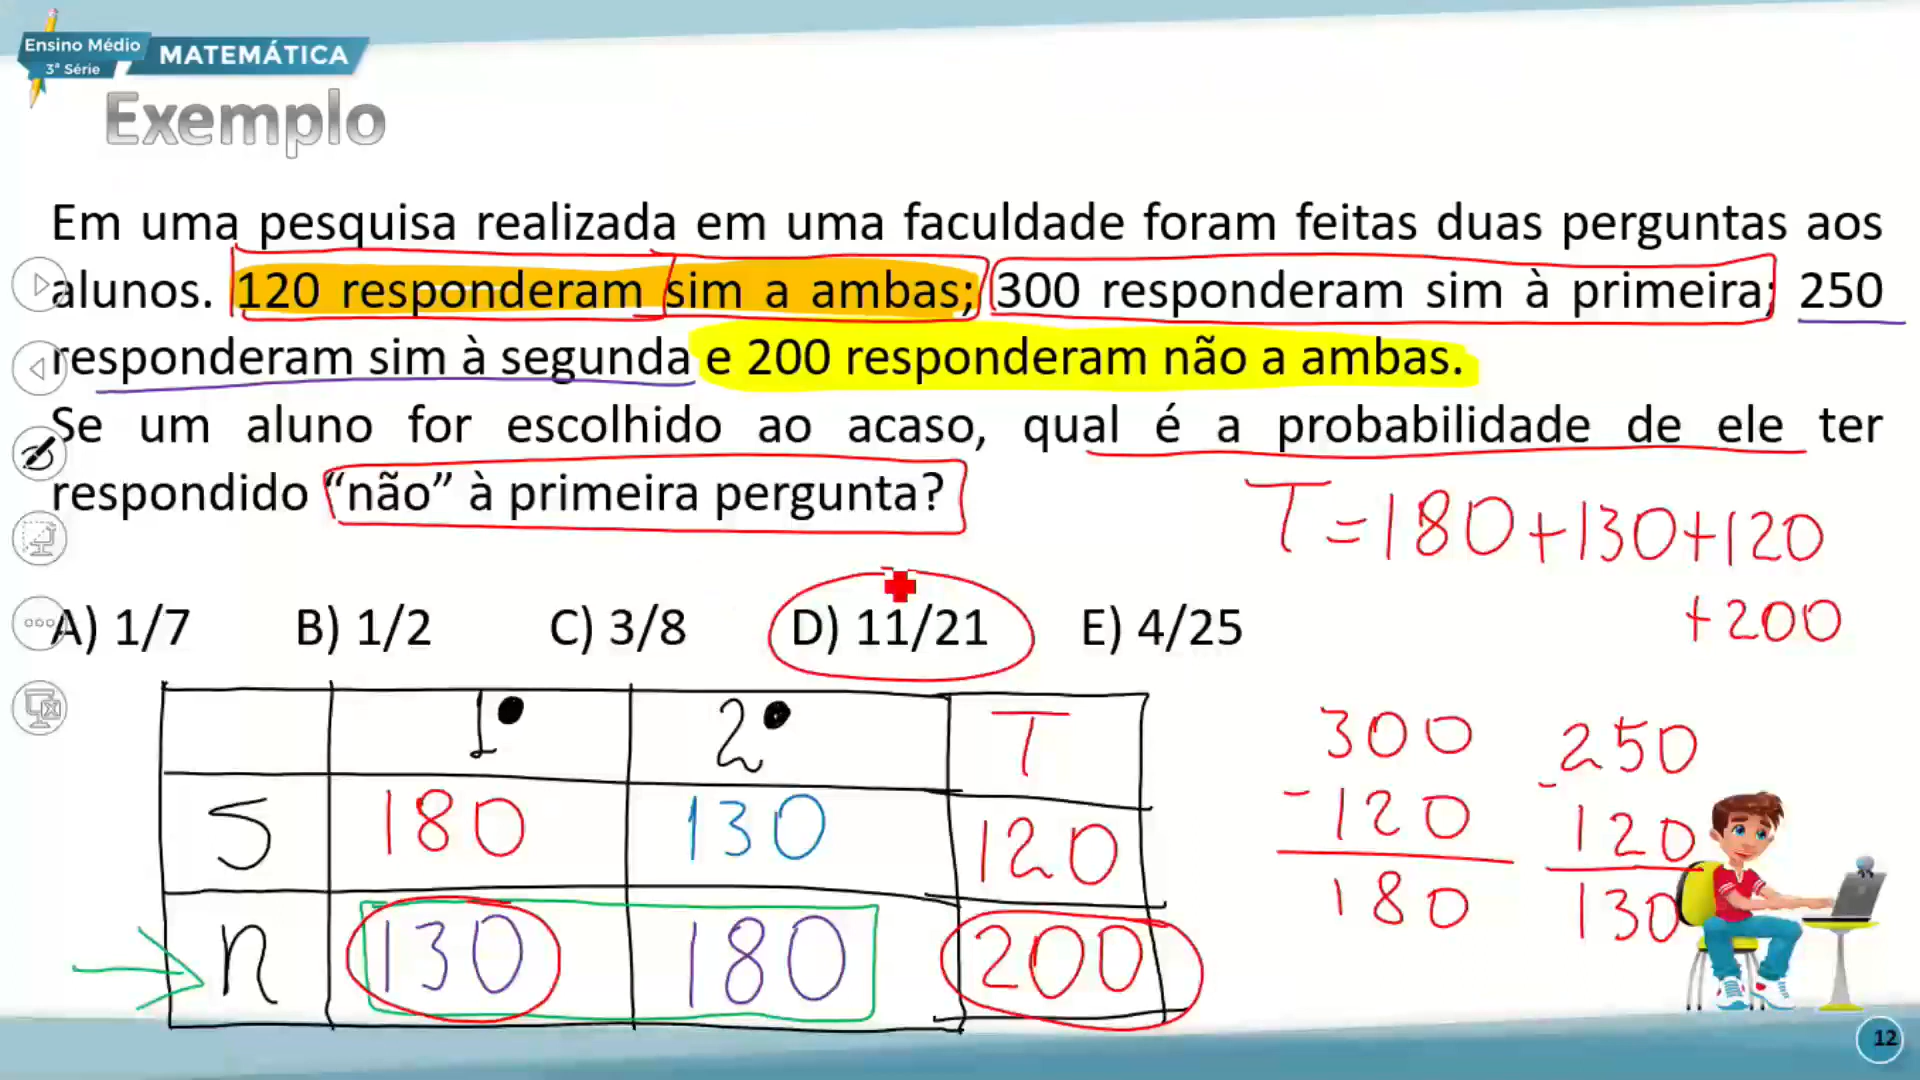 Ensino Médio
3ª Série
MATEMÁTICA
Exemplo
Em uma pesquisa realizada em uma faculdade foram feitas duas perguntas aos
alunos. 120 responderam sim a ambas; 300 responderam sim à primeira; 250
responderam sim à segunda e 200 responderam não a ambas.
Se um aluno for escolhido ao acaso, qual é a probabilidade de ele ter
respondido “não” à primeira pergunta?
T = 180 + 130 + 120
+ 200
A) 1/7 B) 1/2 C) 3/8 D) 11/21 E) 4/25
1• 2• T
S 180 130 120
n 130 180 200
300
- 120
180
250
- 120
130
12